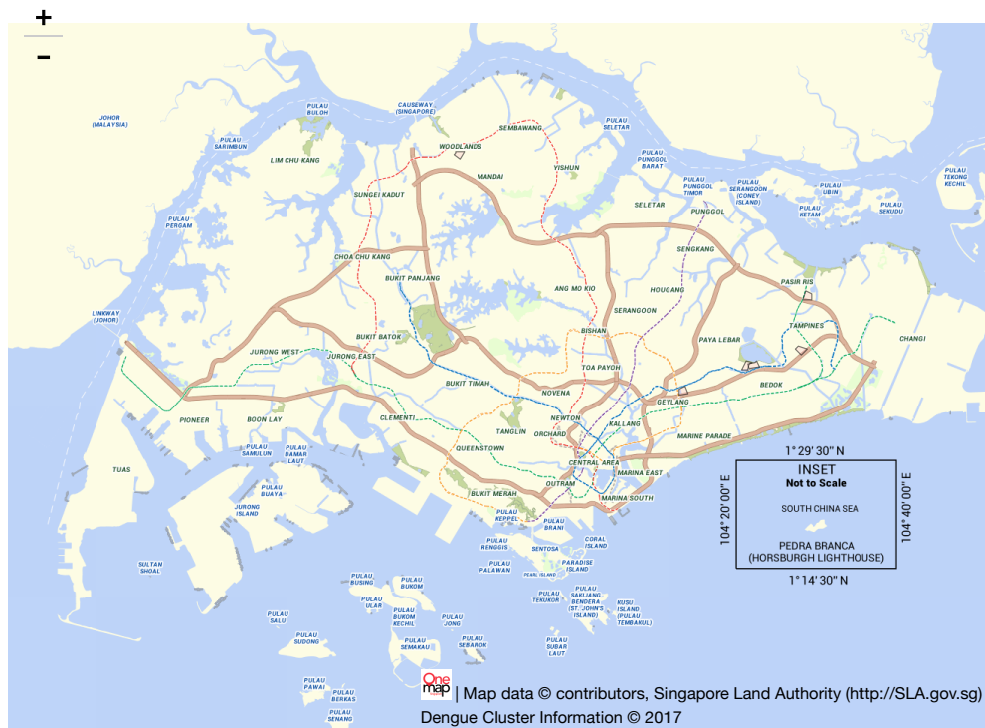 +
−
JOHOR
(MALAYSIA)
PULAU
BULOH
CAUSEWAY
(SINGAPORE)
PULAU
SARIMBUN
LIM CHU KANG
WOODLANDS
SEMBAWANG
PULAU
SELETAR
MANDAI
YISHUN
PULAU
PUNGGOL
BARAT
PULAU
PUNGGOL
TIMOR
PULAU
SERANGOON
(CONEY
ISLAND)
PULAU
UBIN
PULAU
TEKONG
KECHIL
PULAU
KETAM
PULAU
SEKUDU
SUNGEI KADUT
SELETAR
PUNGGOL
PULAU
PERGAM
CHOA CHU KANG
SENGKANG
BUKIT PANJANG
ANG MO KIO
HOUGANG
PASIR RIS
LINKWAY
(JOHOR)
SERANGOON
BUKIT BATOK
BISHAN
PAYA LEBAR
TAMPINES
CHANGI
JURONG WEST
JURONG EAST
TOA PAYOH
BUKIT TIMAH
NOVENA
BEDOK
GEYLANG
PIONEER
BOON LAY
CLEMENTI
NEWTON
KALLANG
TANGLIN
ORCHARD
MARINE PARADE
QUEENSTOWN
PULAU
SAMULUN
PULAU
DAMAR
LAUT
CENTRAL AREA
MARINA EAST
TUAS
BUKIT MERAH
OUTRAM
MARINA SOUTH
PULAU
BUAYA
JURONG
ISLAND
PULAU
KEPPEL
PULAU
BRANI
PULAU
RENGGIS
SENTOSA
CORAL
ISLAND
PULAU
PALAWAN
PARADISE
ISLAND
PEARL ISLAND
SULTAN
SHOAL
PULAU
BUSING
PULAU
BUKOM
PULAU
ULAR
PULAU
BUKOM
KECHIL
PULAU
TEKUKOR
PULAU
SAKIJANG
BENDERA
(ST. JOHN'S
ISLAND)
KUSU
ISLAND
(PULAU
TEMBAKUL)
PULAU
SALU
PULAU
SUDONG
PULAU
JONG
PULAU
SEMAKAU
PULAU
SEBAROK
PULAU
SUBAR
LAUT
PULAU
PAWAI
PULAU
BERKAS
PULAU
SENANG
1° 29' 30'' N
104° 20' 00'' E
INSET
Not to Scale
SOUTH CHINA SEA
PEDRA BRANCA
(HORSBURGH LIGHTHOUSE)
104° 40' 00'' E
1° 14' 30'' N
One
map
| Map data © contributors, Singapore Land Authority (http://SLA.gov.sg)
Dengue Cluster Information © 2017